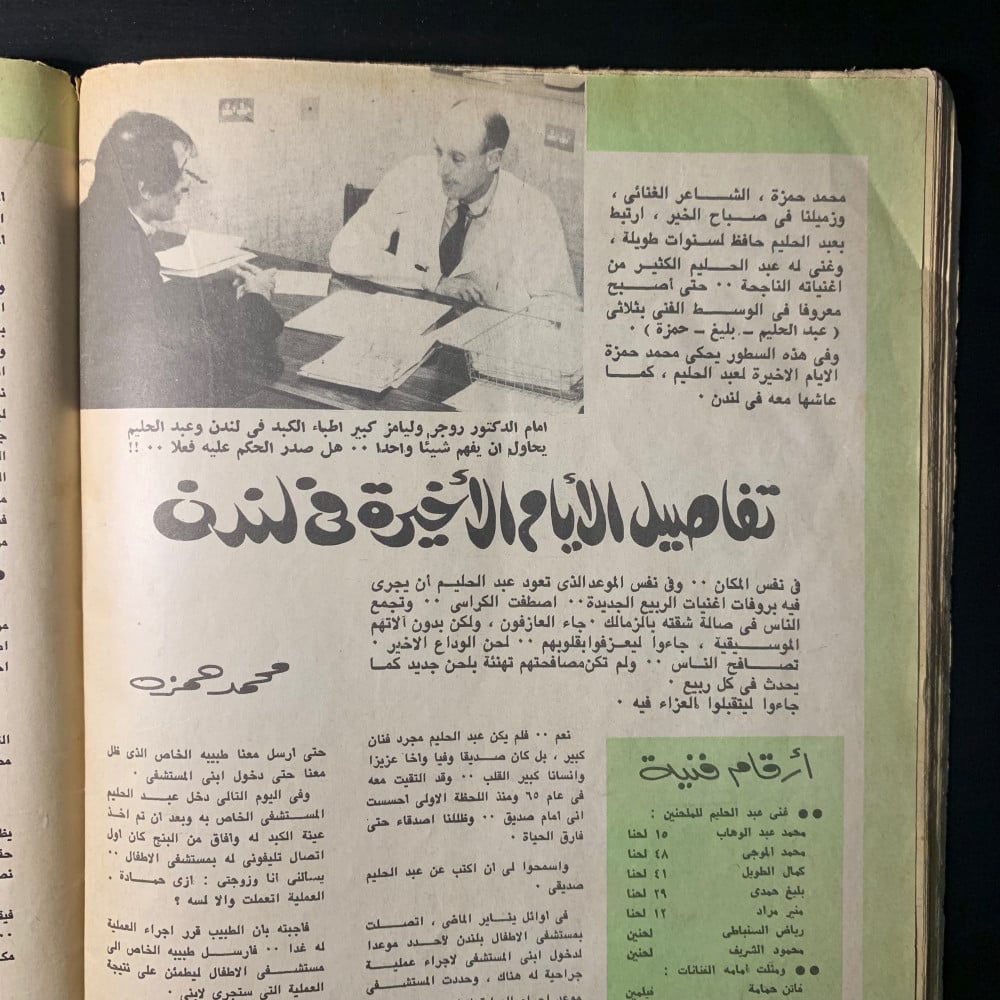 محمد حمزة ، الشاعر الغنائى ،
وزميلنا فى صباح الخير ، ارتبط
بعبد الحليم حافظ لسنوات طويلة ،
وغنى له عبد الحليم الكثير من
اغنياته الناجحة ·· حتى أصبح
معروفا فى الوسط الفنى بثلاثى
( عبد الحليم ـ بليغ ـ حمزة ) ·
وفى هذه السطور يحكى محمد حمزة
الايام الاخيرة لعبد الحليم ، كما
عاشها معه فى لندن ·
امام الدكتور روجر وليامز كبير اطباء الكبد فى لندن وعبد الحليم
يحاول ان يفهم شيئا واحدا ·· هل صدر الحكم عليه فعلا ·· !!
تفاصيل الأيام الأخيرة فى لندن
فى نفس المكان ·· وفى نفس الموعد الذى تعود عبد الحليم أن يجرى
فيه بروفات اغنيات الربيع الجديدة ·· اصطفت الكراسى ·· وتجمع
الناس فى صالة شقته بالزمالك · جاء العازفون ، ولكن بدون آلاتهم
الموسيقية ، جاءوا ليعزفوا بقلوبهم ·· لحن الوداع الاخير ·
تصافح الناس ·· ولم تكن مصافحتهم تهنئة بلحن جديد كما
يحدث فى كل ربيع ·
جاءوا ليتقبلوا العزاء فيه ·
محمد حمزه
أرقام فنية
●● غنى عبد الحليم للملحنين :
محمد عبد الوهاب ١٥ لحنا
محمد الموجى ٤٨ لحنا
كمال الطويل ٤١ لحنا
بليغ حمدى ٢٩ لحنا
منير مراد ١٢ لحنا
رياض السنباطى لحنين
محمود الشريف لحنين
●● ومثلت أمامه الفنانات :
فاتن حمامة فيلمين
نعم ·· فلم يكن عبد الحليم مجرد فنان
كبير ، بل كان صديقا وفيا وأخا عزيزا
وانسانا كبير القلب ·· وقد التقيت معه
فى عام ٦٥ ومنذ اللحظة الاولى احسست
انى امام صديق ·· وظللنا اصدقاء حتى
فارق الحياة ·
واسمحوا لى ان اكتب عن عبد الحليم
صديقى ·
فى أوائل يناير الماضى ، اتصلت
بمستشفى الاطفال بلندن لأحدد موعدا
لدخول ابنى المستشفى لاجراء عملية
جراحية له هناك ، وحددت المستشفى
حتى ارسل معنا طبيبه الخاص الذى ظل
معنا حتى دخول ابنى المستشفى ·
وفى اليوم التالى دخل عبد الحليم
المستشفى الخاص به وبعد ان تم اخذ
عينة الكبد له وافاق من البنج كان اول
اتصال تليفونى له بمستشفى الاطفال ··
يسألنى انا وزوجتى : ازى حمادة ·
العملية اتعملت والا لسه ؟
فأجبته بأن الطبيب قرر اجراء العملية
له غدا ·· فأرسل طبيبه الخاص الى
مستشفى الاطفال ليطمئن على نتيجة
العملية التى ستجرى لابنى ·